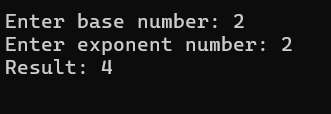 Enter base number: 2
Enter exponent number: 2
Result: 4